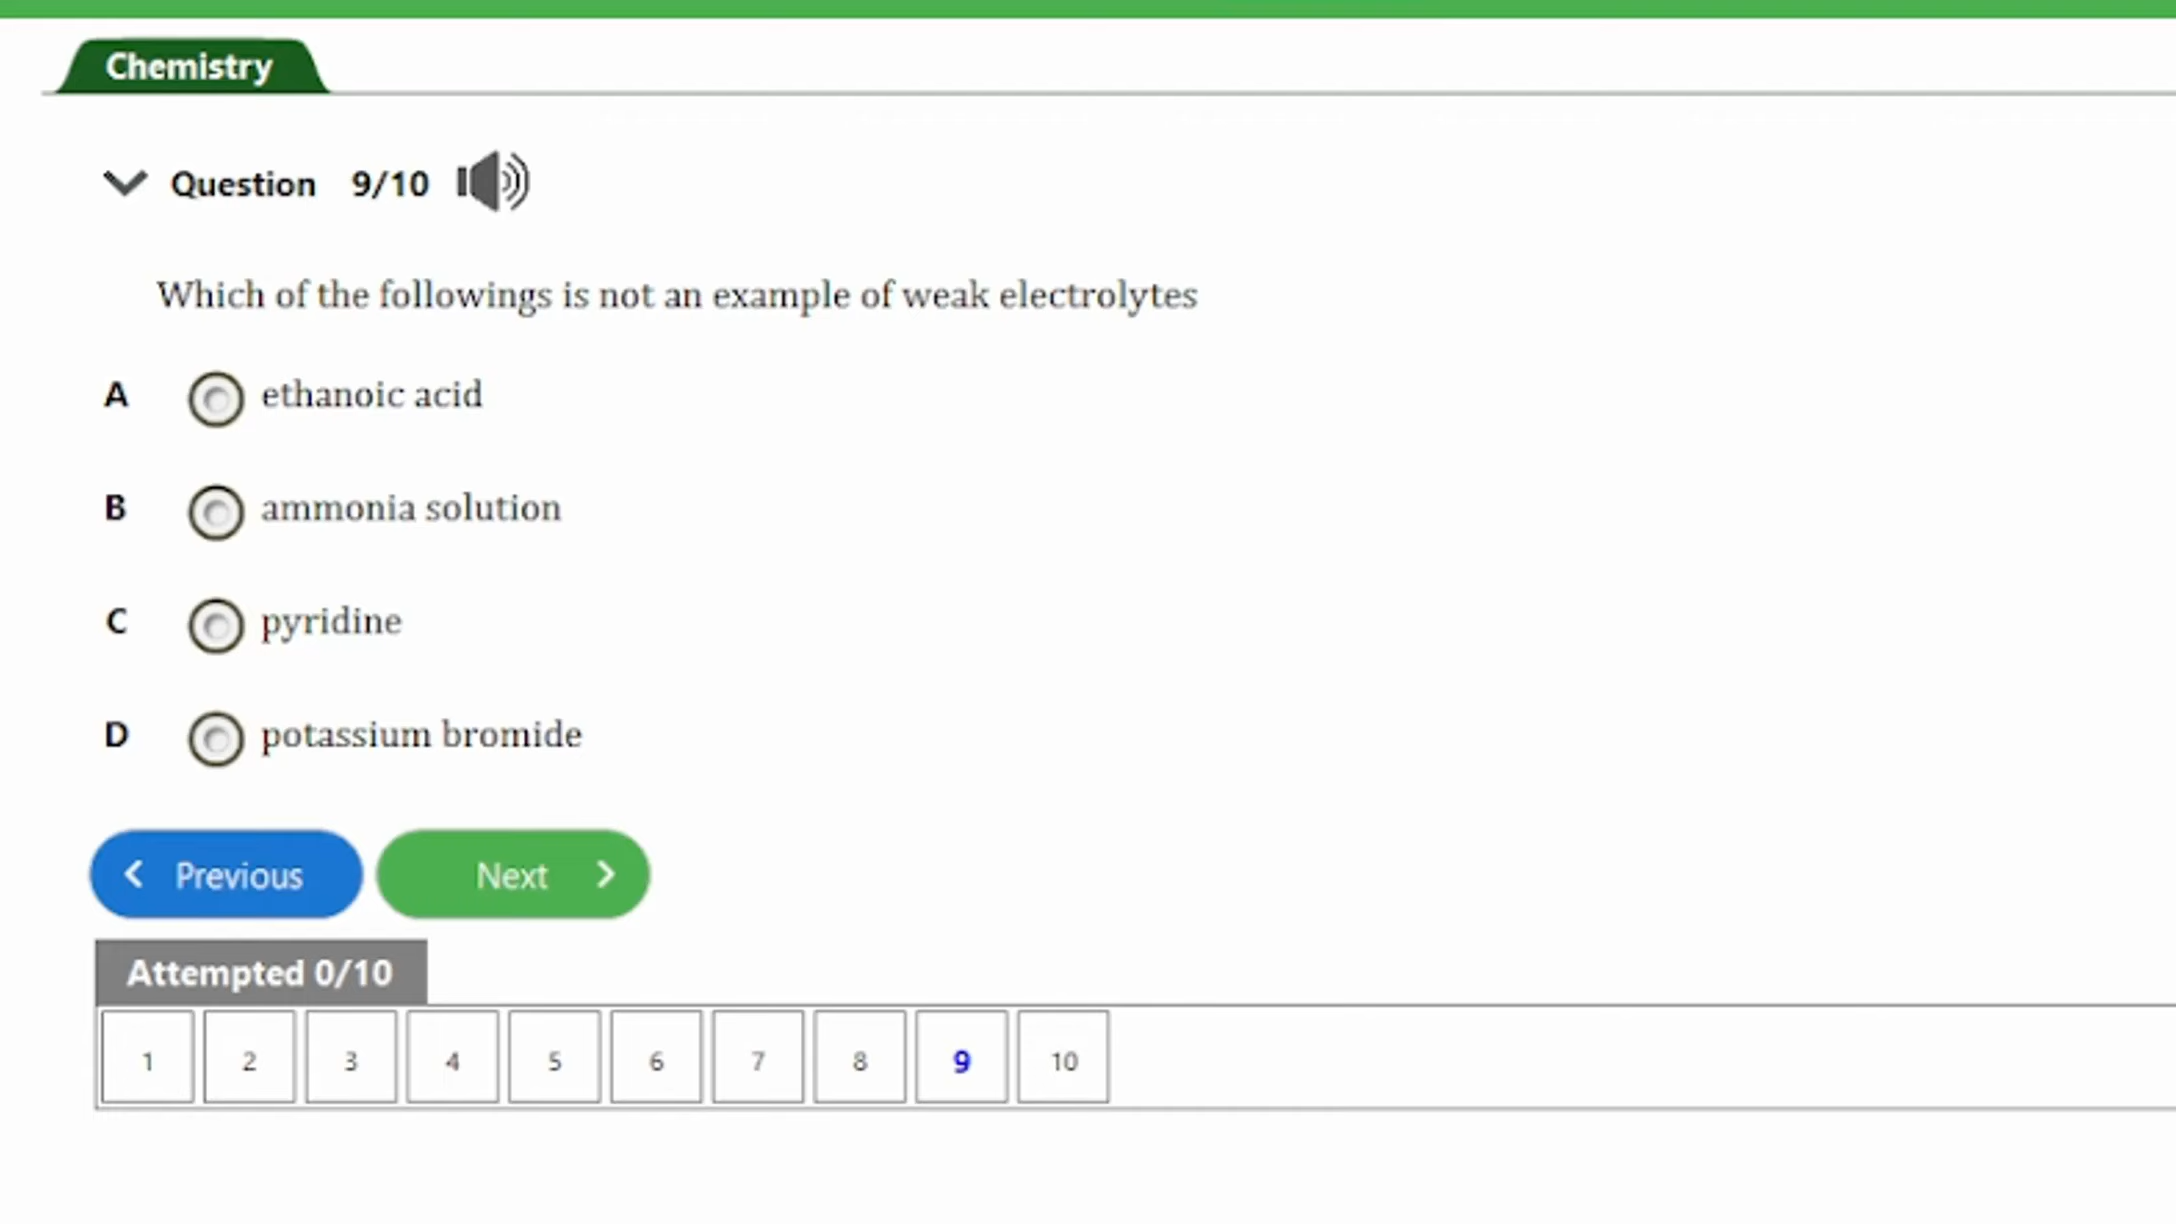 Chemistry
Question 9/10
Which of the followings is not an example of weak electrolytes
A ethanoic acid
B ammonia solution
C pyridine
D potassium bromide
Previous Next
Attempted 0/10
1 2 3 4 5 6 7 8 9 10